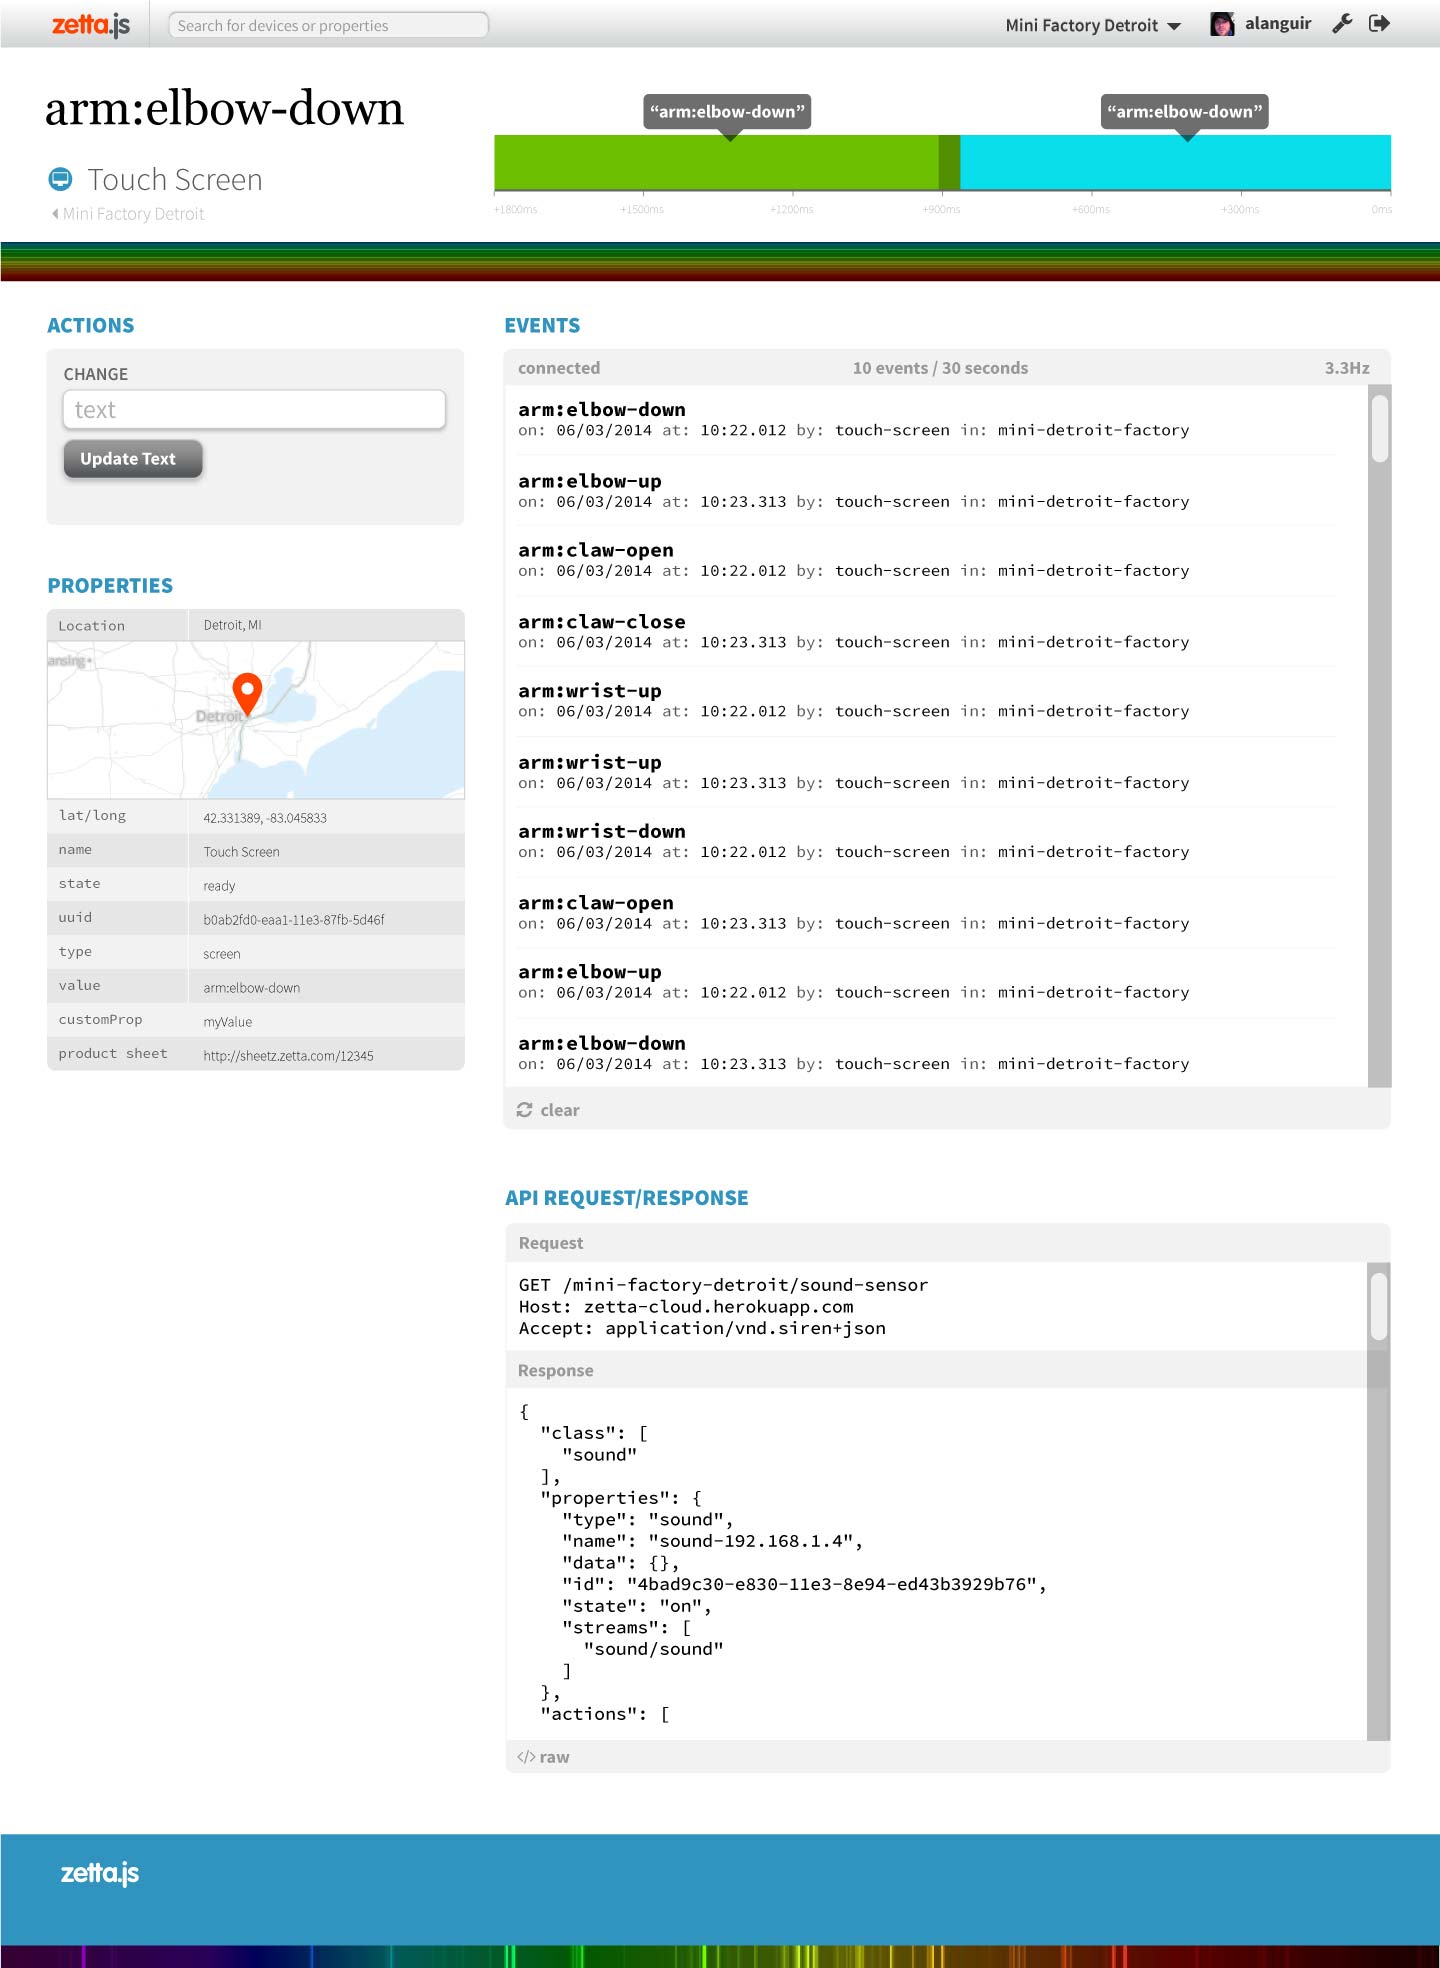 zetta.js
Search for devices or properties
Mini Factory Detroit
alanguir
arm:elbow-down
Touch Screen
Mini Factory Detroit
“arm:elbow-down”
“arm:elbow-down”
+1800ms
+1500ms
+1200ms
+900ms
+600ms
+300ms
0ms
ACTIONS
CHANGE
text
Update Text
PROPERTIES
Location
Detroit, MI
ansing
Detroit
lat/long
42.331389, -83.045833
name
Touch Screen
state
ready
uuid
b0ab2fd0-eaa1-11e3-87fb-5d46f
type
screen
value
arm:elbow-down
customProp
myValue
product sheet
http://sheetz.zetta.com/12345
EVENTS
connected
10 events / 30 seconds
3.3Hz
arm:elbow-down
on: 06/03/2014 at: 10:22.012 by: touch-screen in: mini-detroit-factory
arm:elbow-up
on: 06/03/2014 at: 10:23.313 by: touch-screen in: mini-detroit-factory
arm:claw-open
on: 06/03/2014 at: 10:22.012 by: touch-screen in: mini-detroit-factory
arm:claw-close
on: 06/03/2014 at: 10:23.313 by: touch-screen in: mini-detroit-factory
arm:wrist-up
on: 06/03/2014 at: 10:22.012 by: touch-screen in: mini-detroit-factory
arm:wrist-up
on: 06/03/2014 at: 10:23.313 by: touch-screen in: mini-detroit-factory
arm:wrist-down
on: 06/03/2014 at: 10:22.012 by: touch-screen in: mini-detroit-factory
arm:claw-open
on: 06/03/2014 at: 10:23.313 by: touch-screen in: mini-detroit-factory
arm:elbow-up
on: 06/03/2014 at: 10:22.012 by: touch-screen in: mini-detroit-factory
arm:elbow-down
on: 06/03/2014 at: 10:23.313 by: touch-screen in: mini-detroit-factory
clear
API REQUEST/RESPONSE
Request
GET /mini-factory-detroit/sound-sensor
Host: zetta-cloud.herokuapp.com
Accept: application/vnd.siren+json
Response
{
"class": [
"sound"
],
"properties": {
"type": "sound",
"name": "sound-192.168.1.4",
"data": {},
"id": "4bad9c30-e830-11e3-8e94-ed43b3929b76",
"state": "on",
"streams": [
"sound/sound"
]
},
"actions": [
</> raw
zetta.js